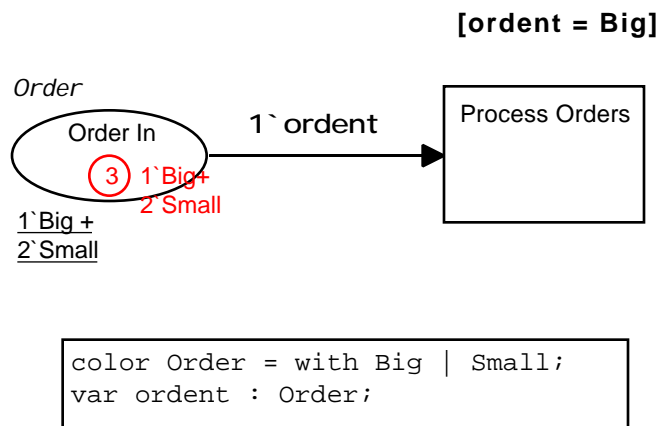 [ordent = Big]
Order
Order In
1`ordent
Process Orders
3
1`Big+
2`Small
1`Big +
2`Small
color Order = with Big | Small;
var ordent : Order;